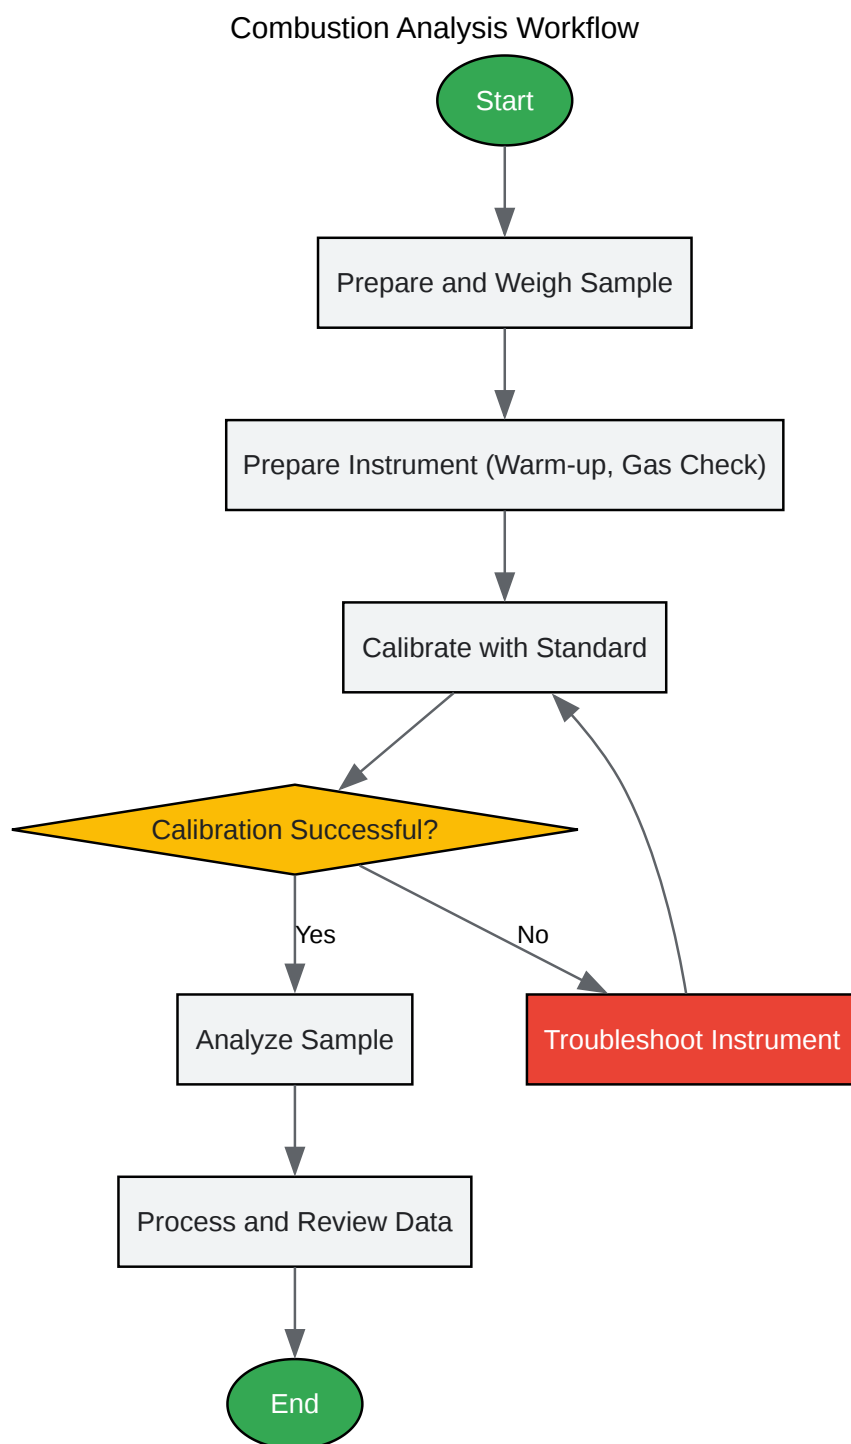 Combustion Analysis Workflow
Start
Prepare and Weigh Sample
Prepare Instrument (Warm-up, Gas Check)
Calibrate with Standard
Calibration Successful?
Yes
No
Analyze Sample
Troubleshoot Instrument
Process and Review Data
End